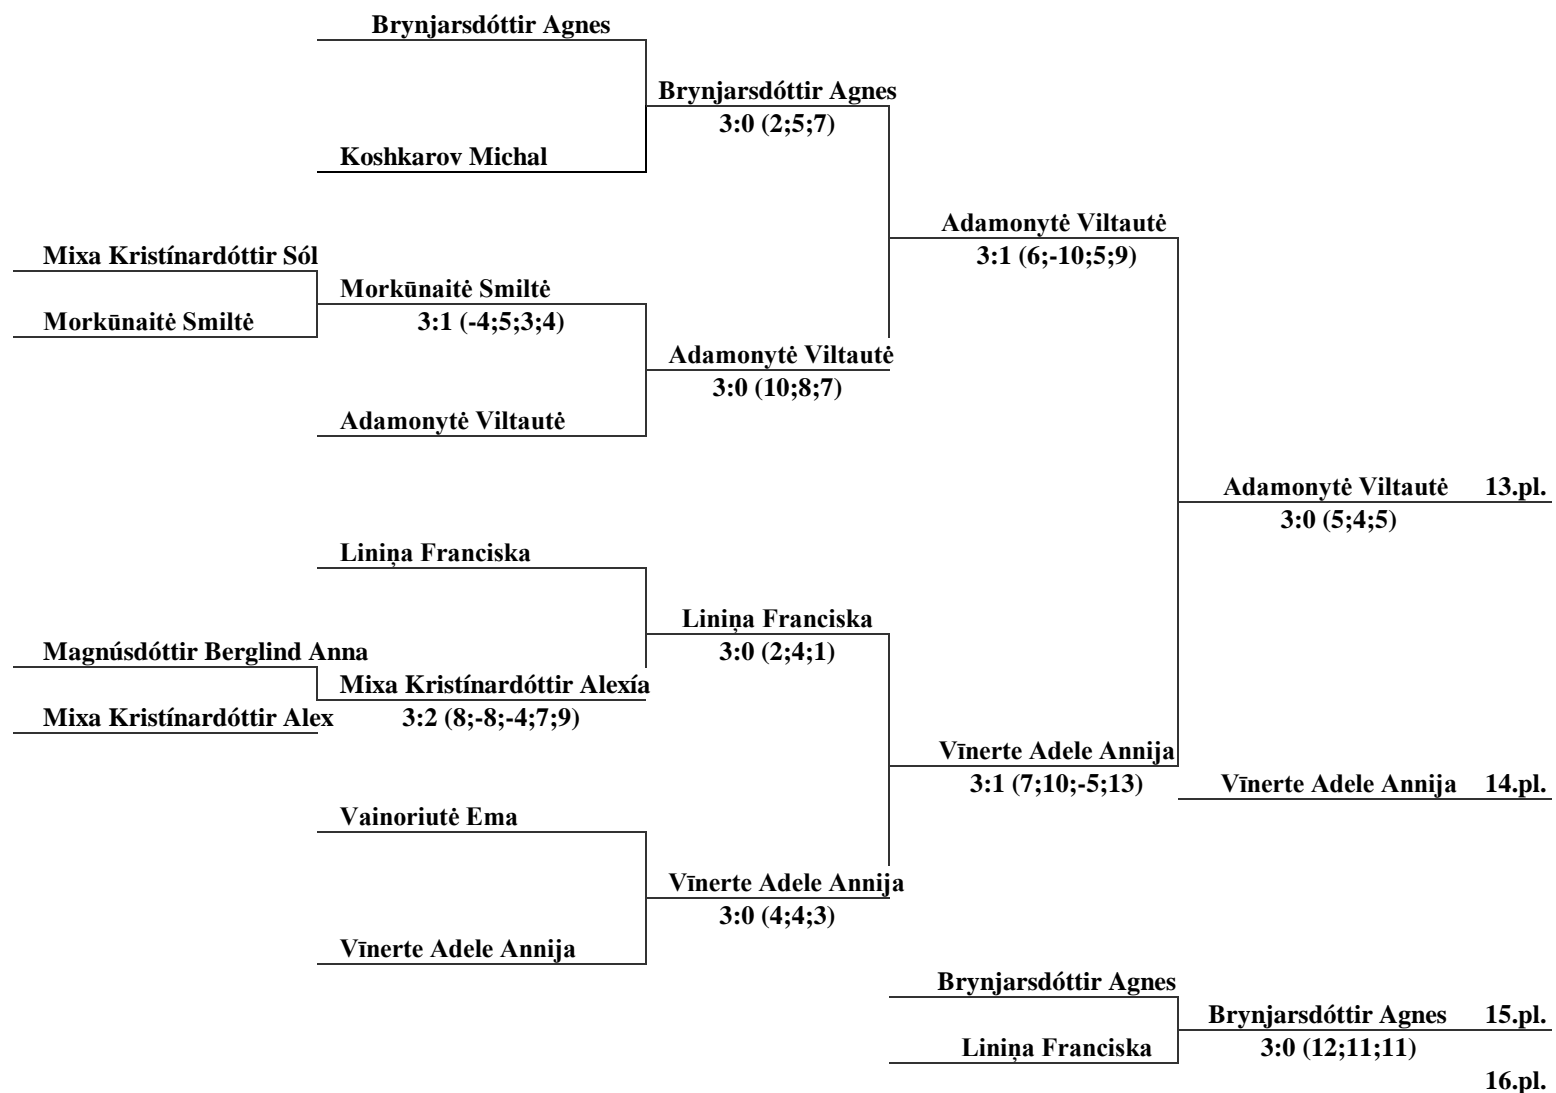 Brynjarsdóttir Agnes
Brynjarsdóttir Agnes
3:0 (2;5;7)
Koshkarov Michal
Adamonytė Viltautė
Mixa Kristínardóttir Sól
3:1 (6;-10;5;9)
Morkūnaitė Smiltė
Morkūnaitė Smiltė
3:1 (-4;5;3;4)
Adamonytė Viltautė
3:0 (10;8;7)
Adamonytė Viltautė
Adamonytė Viltautė 13.pl.
3:0 (5;4;5)
Liniņa Franciska
Liniņa Franciska
Magnúsdóttir Berglind Anna
3:0 (2;4;1)
Mixa Kristínardóttir Alexía
Mixa Kristínardóttir Alex
3:2 (8;-8;-4;7;9)
Vīnerte Adele Annija
3:1 (7;10;-5;13)
Vīnerte Adele Annija 14.pl.
Vainoriutė Ema
Vīnerte Adele Annija
3:0 (4;4;3)
Vīnerte Adele Annija
Brynjarsdóttir Agnes
Brynjarsdóttir Agnes 15.pl.
Liniņa Franciska
3:0 (12;11;11)
16.pl.